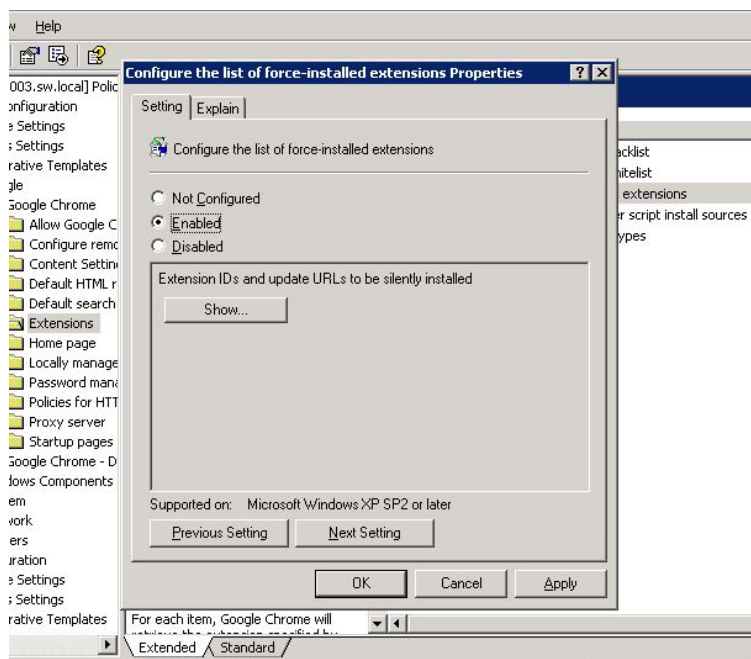 Help
Configure the list of force-installed extensions Properties
003.sw.local] Polic
onfiguration
e Settings
s Settings
rative Templates
gle
Google Chrome
Allow Google C
Configure remo
Content Settin
Default HTML r
Default search
Extensions
Home page
Locally manage
Password mana
Policies for HTT
Proxy server
Startup pages
Google Chrome - D
dows Components
em
work
ers
uration
e Settings
s Settings
rative Templates
Setting
Explain
Configure the list of force-installed extensions
Not Configured
Enabled
Disabled
Extension IDs and update URLs to be silently installed
Show...
Supported on: Microsoft Windows XP SP2 or later
Previous Setting
Next Setting
OK
Cancel
Apply
acklist
hitelist
extensions
er script install sources
ypes
For each item, Google Chrome will
Extended
Standard